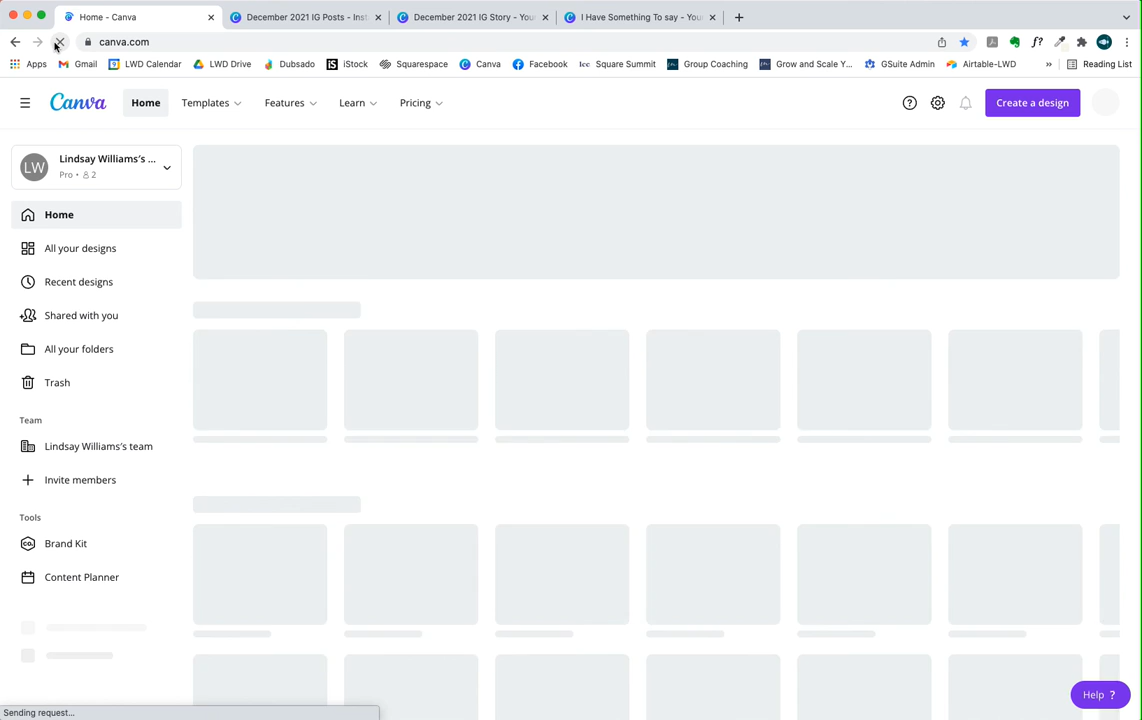 Home - Canva
December 2021 IG Posts - Inst
December 2021 IG Story - You
I Have Something To say - You
canva.com
Apps Gmail LWD Calendar LWD Drive Dubsado iStock Squarespace Canva Facebook Square Summit Group Coaching Grow and Scale Y... GSuite Admin Airtable-LWD » Reading List
Canva Home Templates Features Learn Pricing Create a design
LW
Lindsay Williams's ...
Pro • 2
Home
All your designs
Recent designs
Shared with you
All your folders
Trash
Team
Lindsay Williams's team
Invite members
Tools
Brand Kit
Content Planner
Help ?
Sending request...